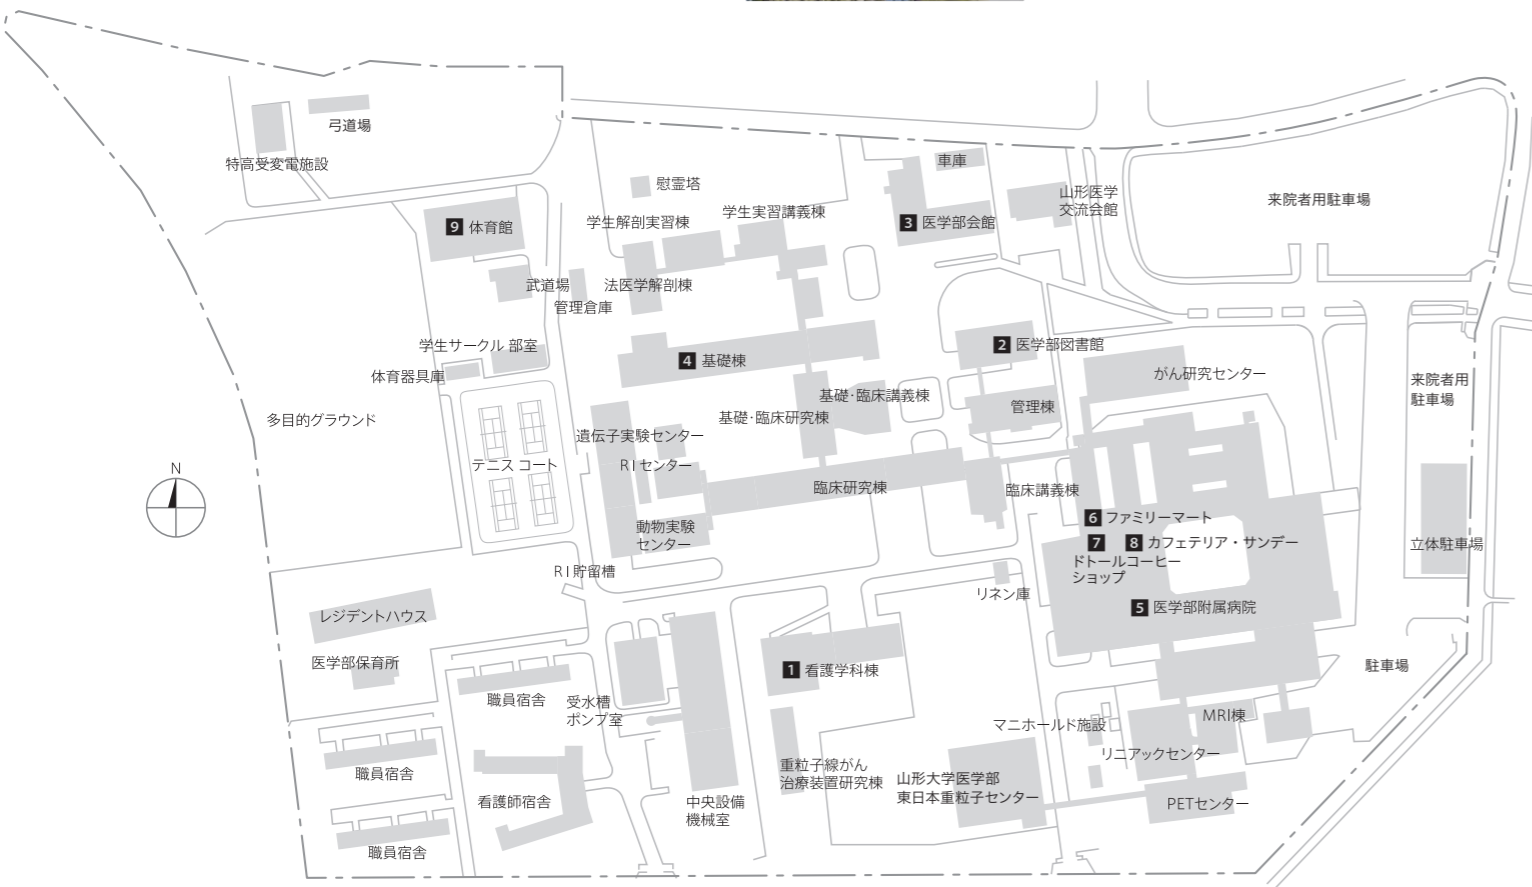 弓道場
特高受変電施設
車庫
慰霊塔
山形医学
交流会館
来院者用駐車場
学生実習講義棟
学生解剖実習棟
3 医学部会館
9 体育館
武道場
法医学解剖棟
管理倉庫
学生サークル 部室
2 医学部図書館
4 基礎棟
体育器具庫
がん研究センター
来院者用
駐車場
基礎・臨床講義棟
管理棟
多目的グラウンド
基礎・臨床研究棟
遺伝子実験センター
テニス コート
RIセンター
N
臨床研究棟
臨床講義棟
6 ファミリーマート
動物実験
センター
7 8 カフェテリア・サンデー
ドトールコーヒー
ショップ
立体駐車場
RI貯留槽
リネン庫
5 医学部附属病院
レジデントハウス
医学部保育所
1 看護学科棟
駐車場
職員宿舎
受水槽
ポンプ室
マニホールド施設
MRI棟
リニアックセンター
職員宿舎
重粒子線がん
治療装置研究棟
山形大学医学部
東日本重粒子センター
看護師宿舎
中央設備
機械室
PETセンター
職員宿舎